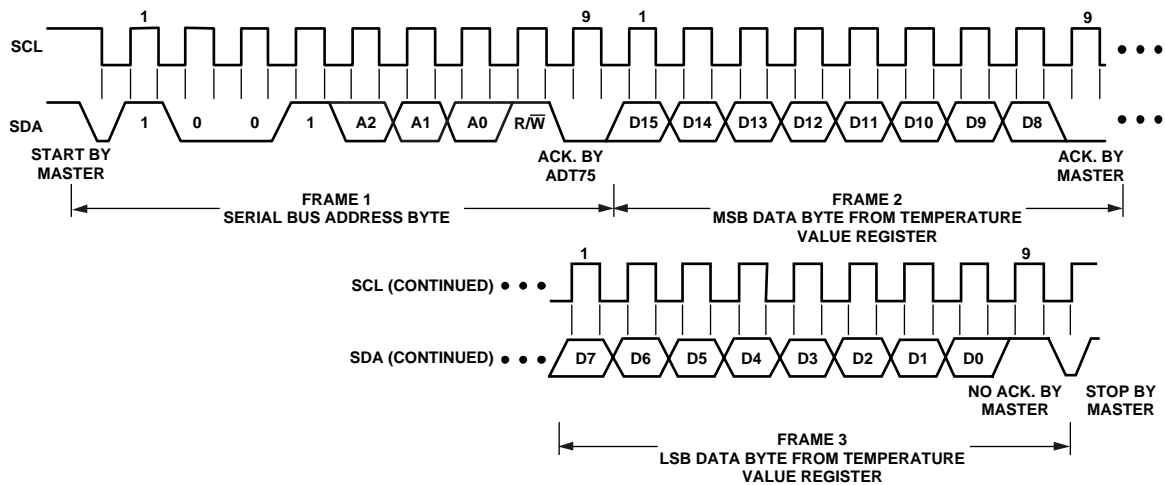 1 9 1 9
SCL
SDA 1 0 0 1 A2 A1 A0 R/W̅ D15 D14 D13 D12 D11 D10 D9 D8
START BY
MASTER
ACK. BY
ADT75
ACK. BY
MASTER
FRAME 1
SERIAL BUS ADDRESS BYTE
FRAME 2
MSB DATA BYTE FROM TEMPERATURE
VALUE REGISTER
1 9
SCL (CONTINUED)
SDA (CONTINUED) D7 D6 D5 D4 D3 D2 D1 D0
NO ACK. BY
MASTER
STOP BY
MASTER
FRAME 3
LSB DATA BYTE FROM TEMPERATURE
VALUE REGISTER